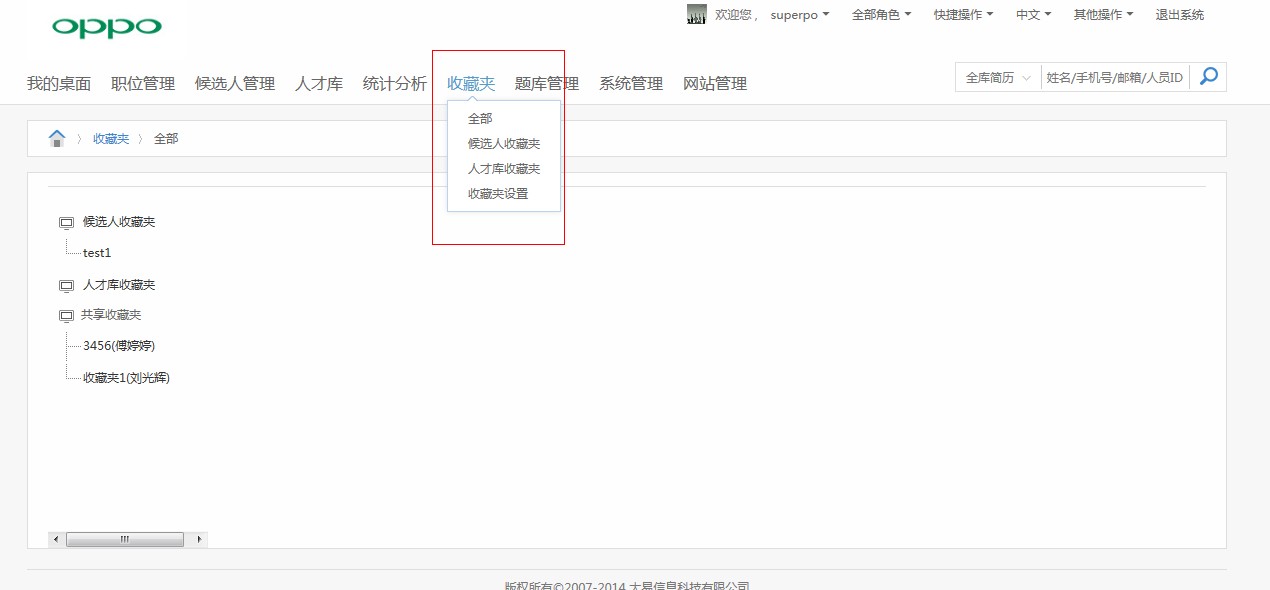 oppo
欢迎您， superpo 全部角色 快捷操作 中文 其他操作 退出系统
我的桌面 职位管理 候选人管理 人才库 统计分析 收藏夹 题库管理 系统管理 网站管理
全库简历 姓名/手机号/邮箱/人员ID
全部
候选人收藏夹
人才库收藏夹
收藏夹设置
收藏夹 全部
候选人收藏夹
test1
人才库收藏夹
共享收藏夹
3456(傅婷婷)
收藏夹1(刘光辉)
版权所有©2007-2014 大易信息科技有限公司